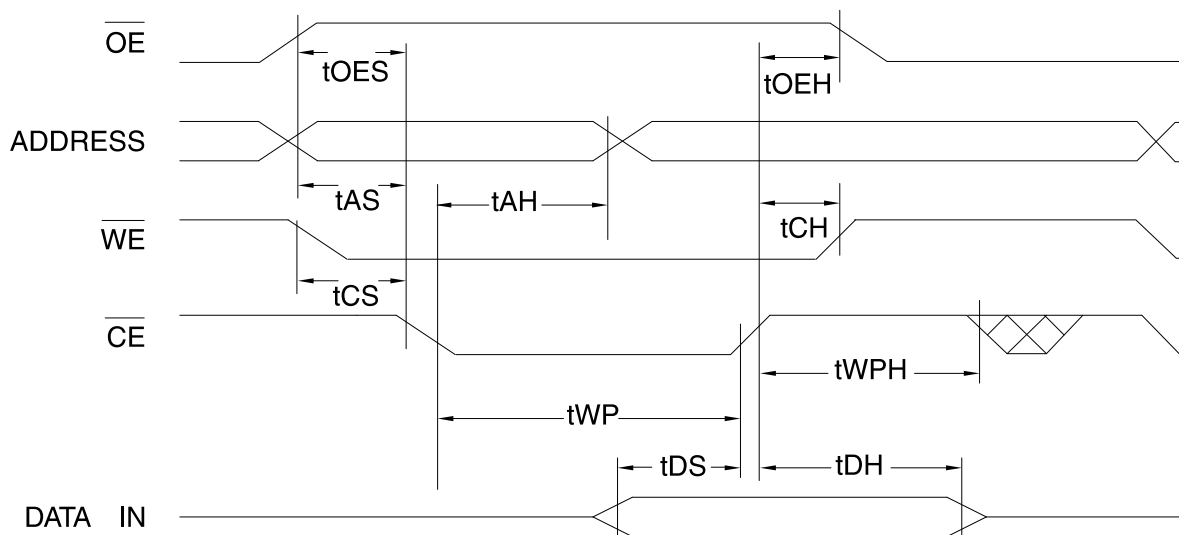 OE
tOES
tOEH
ADDRESS
tAS
tAH
tCH
WE
tCS
CE
tWPH
tWP
tDS
tDH
DATA IN